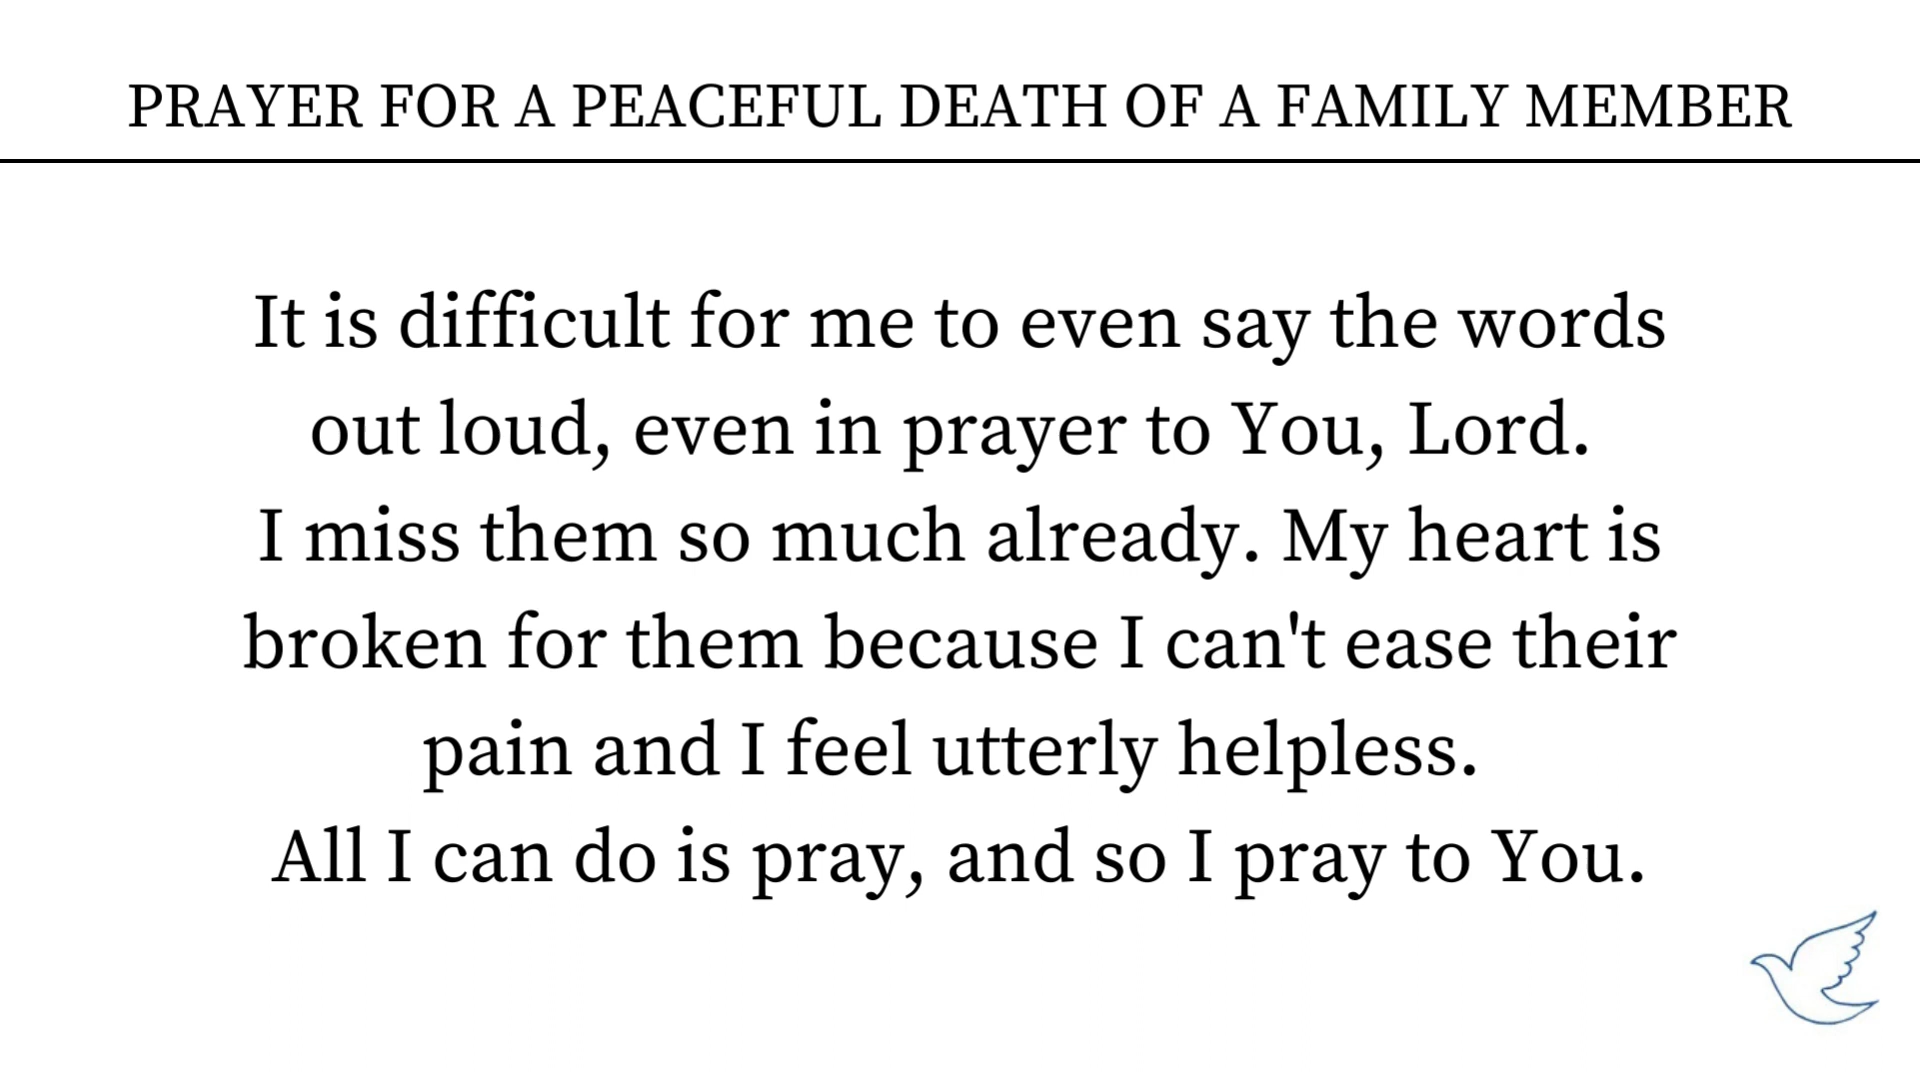 PRAYER FOR A PEACEFUL DEATH OF A FAMILY MEMBER
It is difficult for me to even say the words
out loud, even in prayer to You, Lord.
I miss them so much already. My heart is
broken for them because I can't ease their
pain and I feel utterly helpless.
All I can do is pray, and so I pray to You.